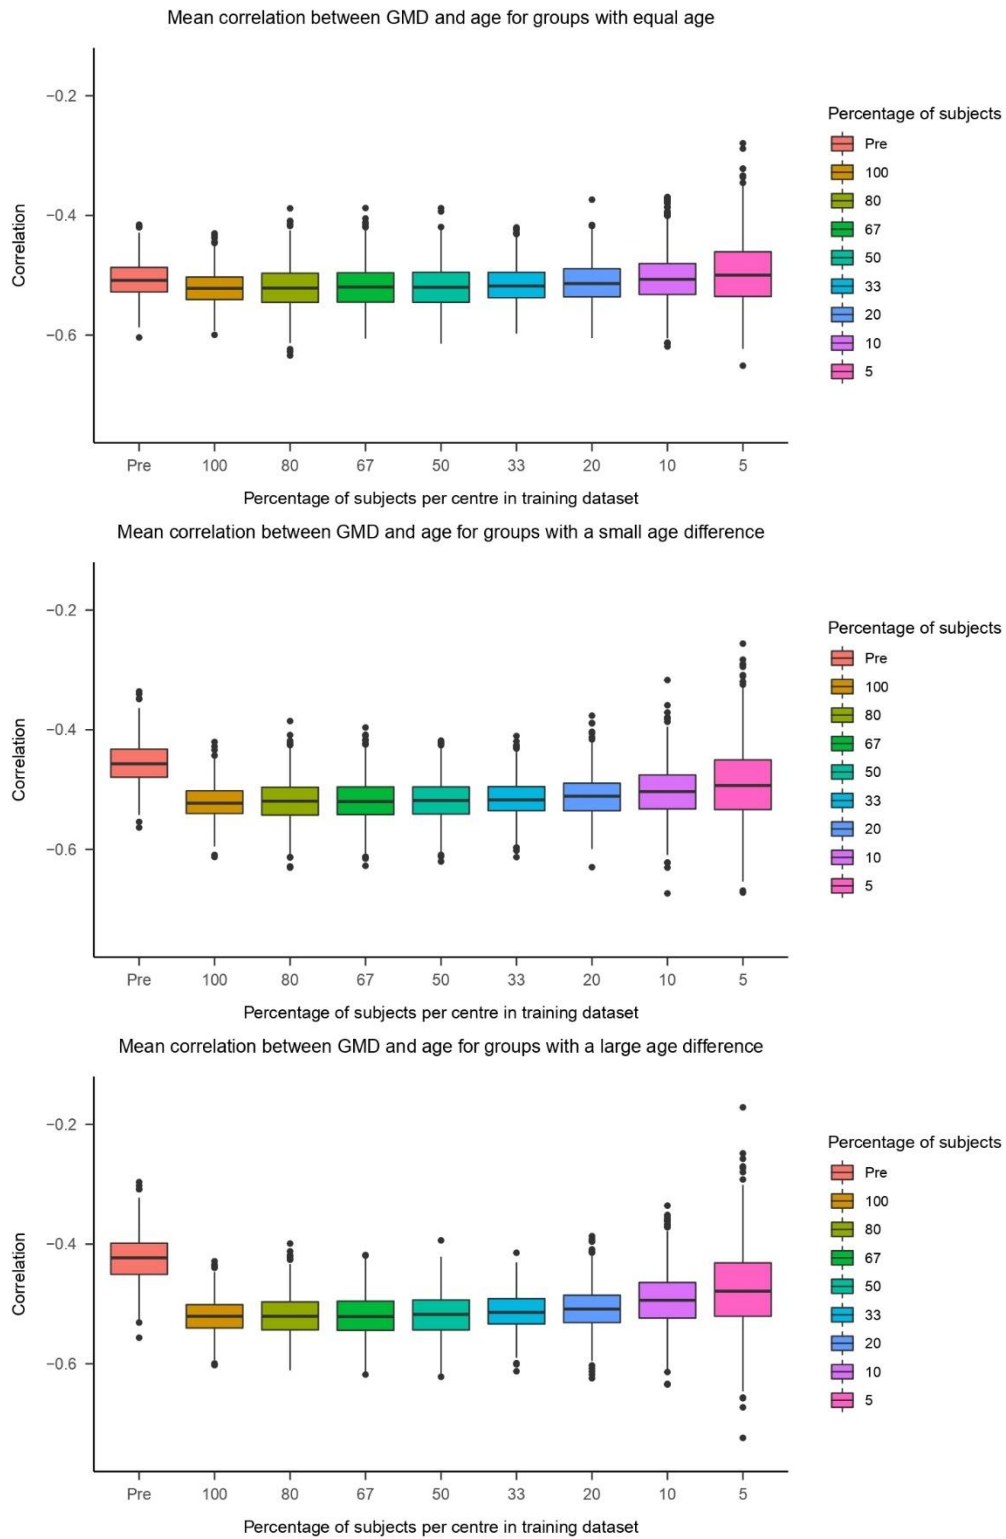 Mean correlation between GMD and age for groups with equal age
−0.2
−0.4
−0.6
Correlation
Pre 100 80 67 50 33 20 10 5
Percentage of subjects per centre in training dataset
Percentage of subjects
Pre
100
80
67
50
33
20
10
5
Mean correlation between GMD and age for groups with a small age difference
−0.2
−0.4
−0.6
Correlation
Pre 100 80 67 50 33 20 10 5
Percentage of subjects per centre in training dataset
Percentage of subjects
Pre
100
80
67
50
33
20
10
5
Mean correlation between GMD and age for groups with a large age difference
−0.2
−0.4
−0.6
Correlation
Pre 100 80 67 50 33 20 10 5
Percentage of subjects per centre in training dataset
Percentage of subjects
Pre
100
80
67
50
33
20
10
5